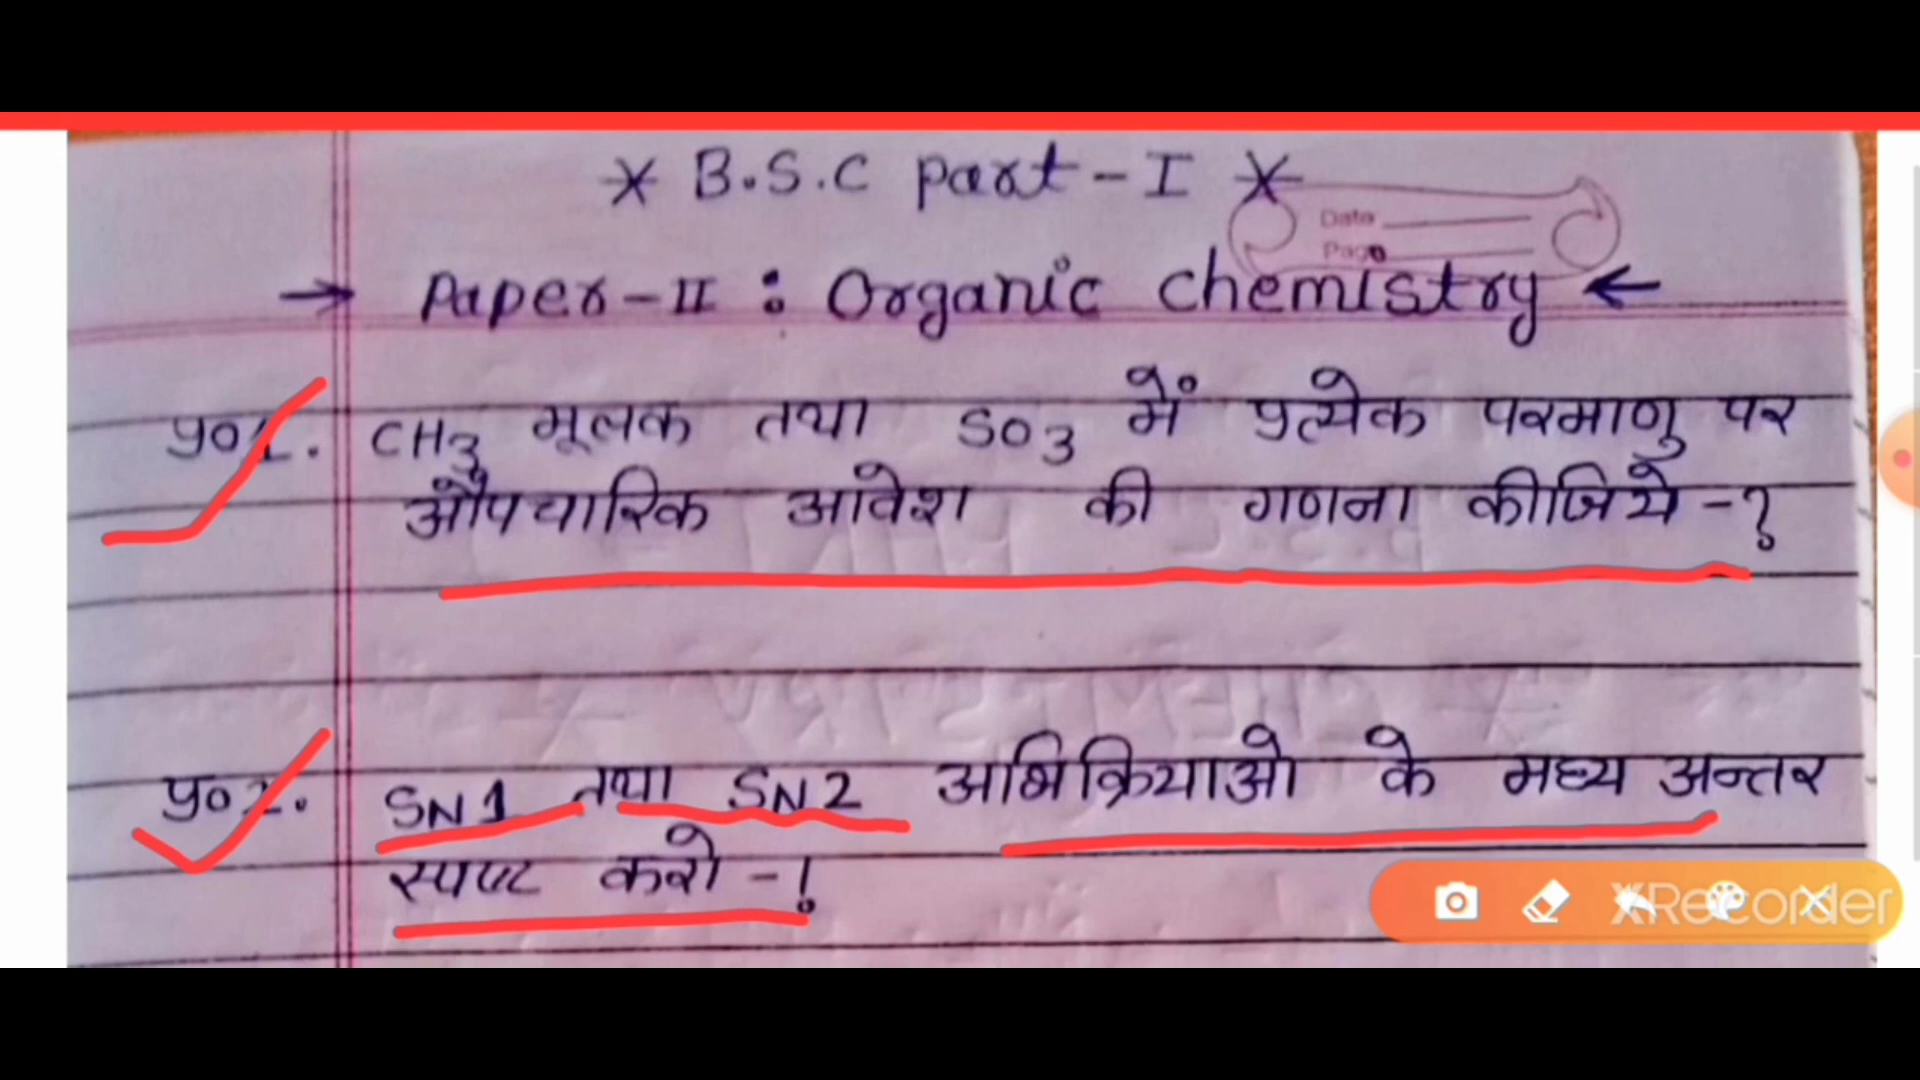 * B.S.C part - I *
Date
Page
→ Paper-II : Organic chemistry ←
प्र०1. CH3 मूलक तथा SO3 में प्रत्येक परमाणु पर
औपचारिक आवेश की गणना कीजिये -?
प्र०2. SN1 तथा SN2 अभिक्रियाओ के मध्य अन्तर
स्पष्ट करो -!
XRecorder